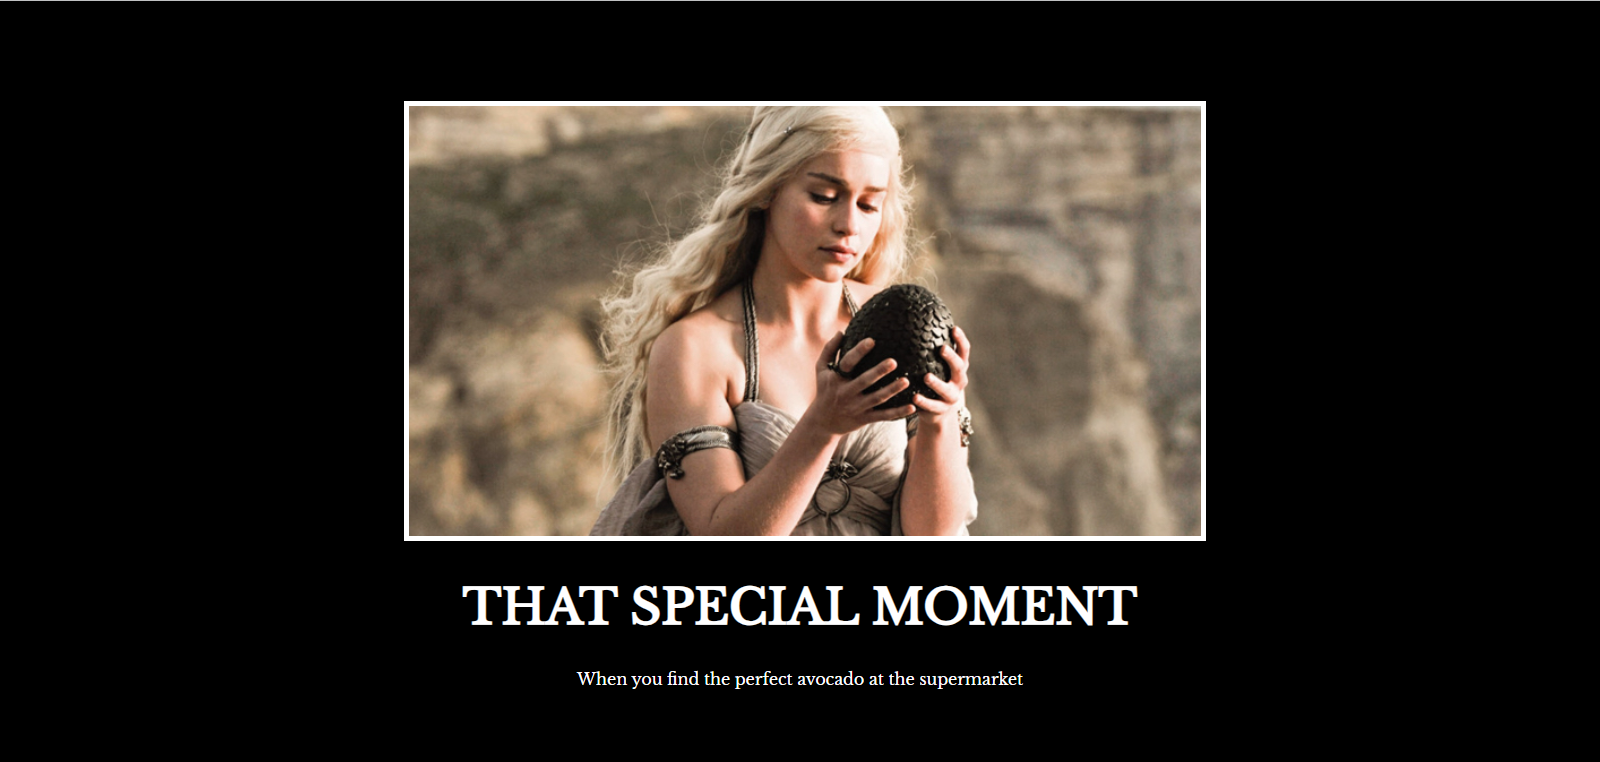 THAT SPECIAL MOMENT
When you find the perfect avocado at the supermarket